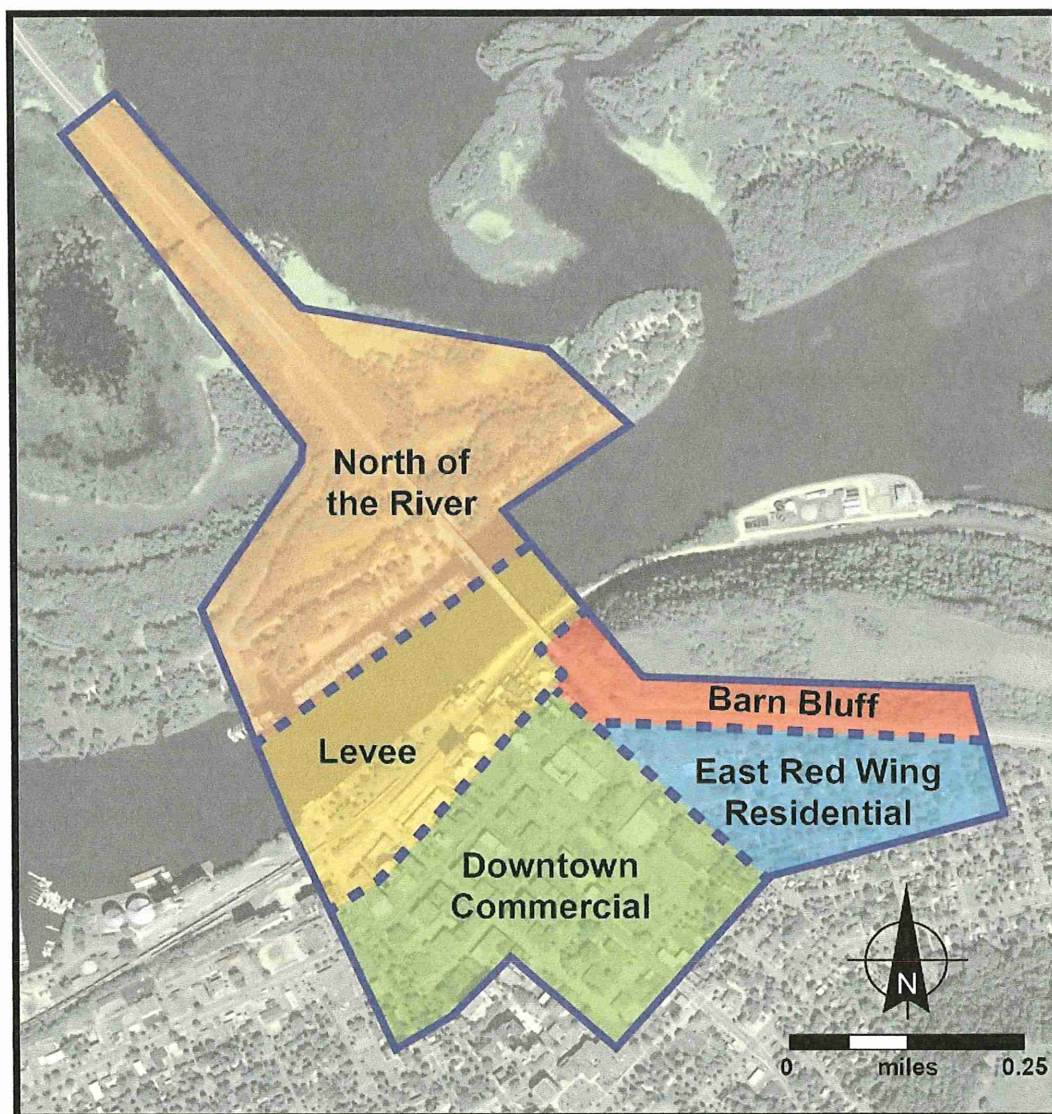 North of
the River
Levee
Barn Bluff
East Red Wing
Residential
Downtown
Commercial
N
0 miles 0.25